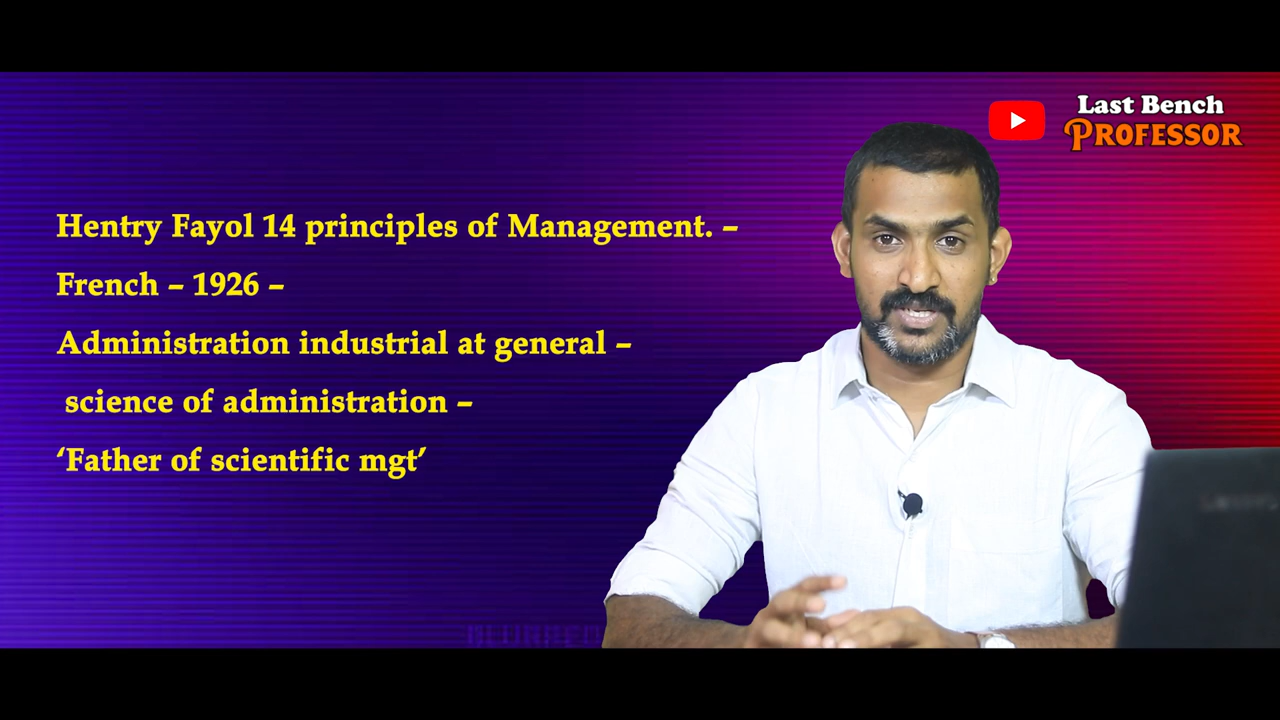 Last Bench
PROFESSOR
Hentry Fayol 14 principles of Management. –
French – 1926 –
Administration industrial at general –
science of administration –
‘Father of scientific mgt’